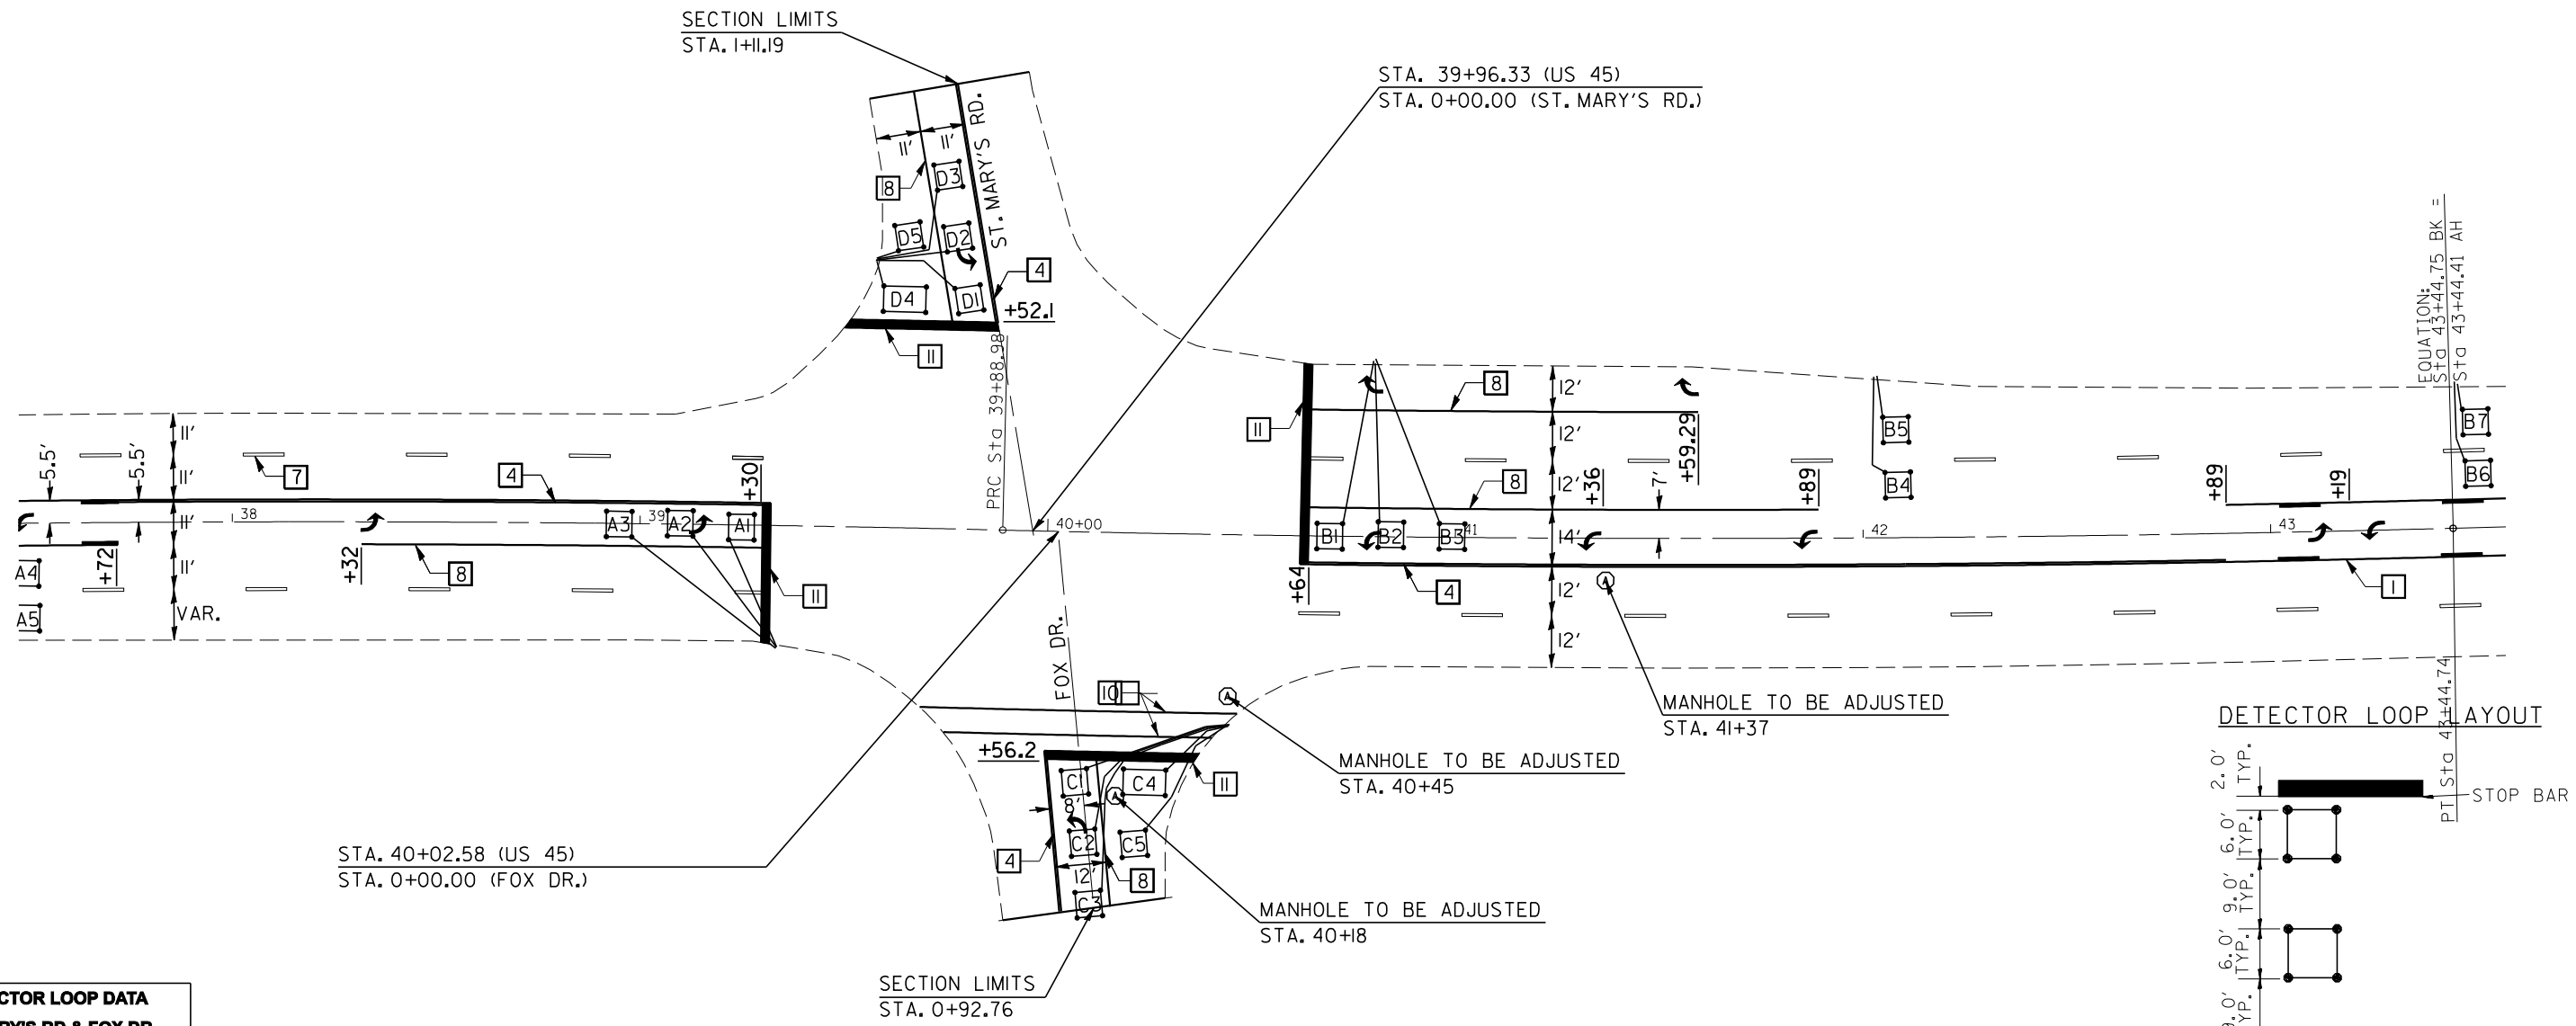 SECTION LIMITS
STA. 1+11.19
STA. 39+96.33 (US 45)
STA. 0+00.00 (ST. MARY'S RD.)
11'
11'
ST. MARY'S RD.
8
D3
D5
D2
4
D4
D1
+52.1
11
PRC Sta 39+88.98
EQUATION:
Sta 43+44.75 BK =
Sta 43+44.41 AH
5.5'
5.5'
11'
11'
11'
11'
VAR.
7
4
+30
38
39
A3
A2
A1
A4
A5
+72
+32
8
11
40+00
11
8
12'
12'
12'
14'
12'
12'
8
+36
7'
+59.29
+89
B5
B4
B7
B6
+89
+19
B1
B2
B3
41
42
43
+64
4
1
FOX DR.
10
+56.2
C1
C4
11
8'
C2
C5
4
12'
8
C3
MANHOLE TO BE ADJUSTED
STA. 41+37
MANHOLE TO BE ADJUSTED
STA. 40+45
MANHOLE TO BE ADJUSTED
STA. 40+18
STA. 40+02.58 (US 45)
STA. 0+00.00 (FOX DR.)
SECTION LIMITS
STA. 0+92.76
PT Sta 43+44.74
DETECTOR LOOP LAYOUT
2.0'
TYP.
STOP BAR
6.0'
TYP.
9.0'
TYP.
6.0'
TYP.
9.0'
TYP.
CTOR LOOP DATA
RY'S RD & FOX DR